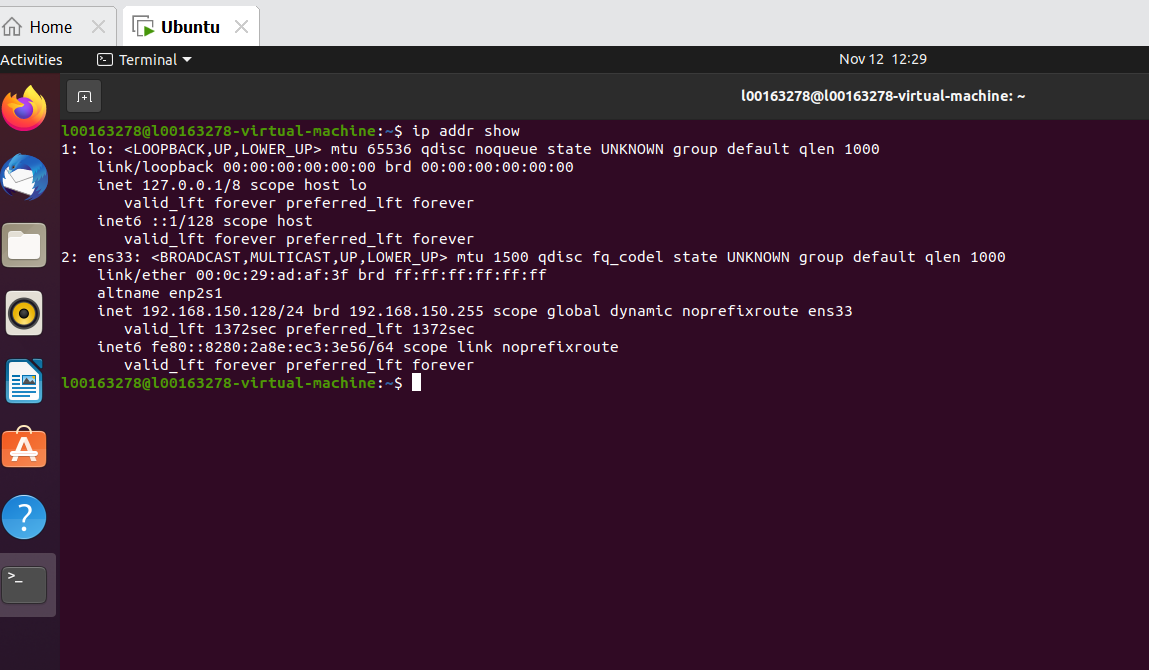 Home
Ubuntu
Activities
Terminal
Nov 12 12:29
l00163278@l00163278-virtual-machine: ~
l00163278@l00163278-virtual-machine:~$ ip addr show
1: lo: <LOOPBACK,UP,LOWER_UP> mtu 65536 qdisc noqueue state UNKNOWN group default qlen 1000
    link/loopback 00:00:00:00:00:00 brd 00:00:00:00:00:00
    inet 127.0.0.1/8 scope host lo
       valid_lft forever preferred_lft forever
    inet6 ::1/128 scope host
       valid_lft forever preferred_lft forever
2: ens33: <BROADCAST,MULTICAST,UP,LOWER_UP> mtu 1500 qdisc fq_codel state UNKNOWN group default qlen 1000
    link/ether 00:0c:29:ad:af:3f brd ff:ff:ff:ff:ff:ff
    altname enp2s1
    inet 192.168.150.128/24 brd 192.168.150.255 scope global dynamic noprefixroute ens33
       valid_lft 1372sec preferred_lft 1372sec
    inet6 fe80::8280:2a8e:ec3:3e56/64 scope link noprefixroute
       valid_lft forever preferred_lft forever
l00163278@l00163278-virtual-machine:~$